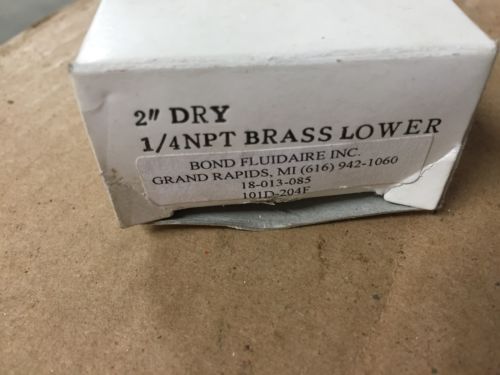 2" DRY
1/4NPT BRASS LOWER
BOND FLUIDAIRE INC.
GRAND RAPIDS, MI (616) 942-1060
18-013-085
101D-204F